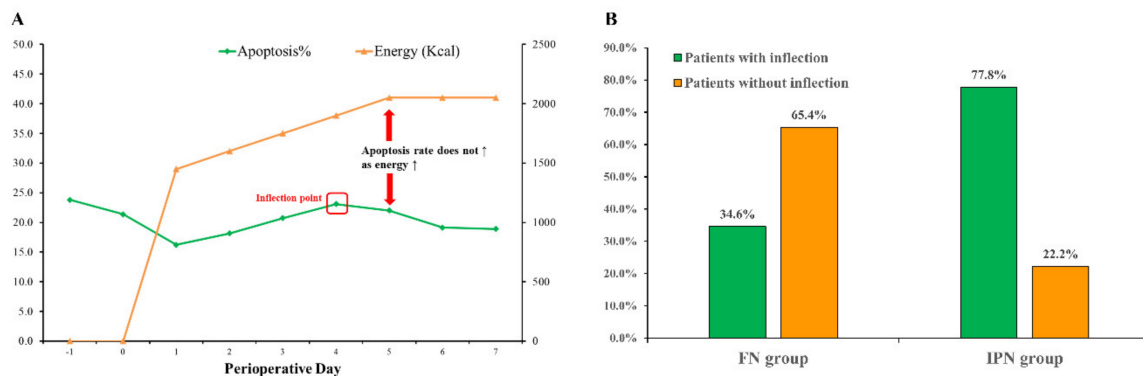 A
Apoptosis% Energy (Kcal)
50.0
45.0
40.0
35.0
30.0
25.0
20.0
15.0
10.0
5.0
0.0
2500
2000
1500
1000
500
0
Apoptosis rate does not ↑
as energy ↑
Inflection point
-1 0 1 2 3 4 5 6 7
Perioperative Day
B
Patients with inflection
Patients without inflection
90.0%
80.0%
70.0%
60.0%
50.0%
40.0%
30.0%
20.0%
10.0%
0.0%
34.6%
65.4%
77.8%
22.2%
FN group IPN group